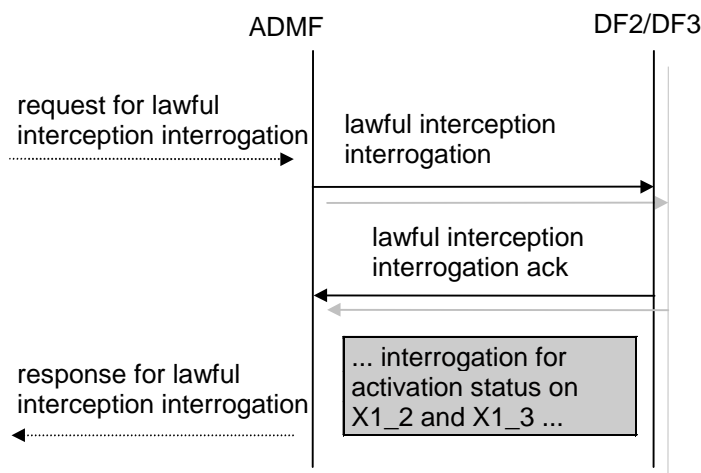 ADMF
DF2/DF3
request for lawful
interception interrogation
lawful interception
interrogation
lawful interception
interrogation ack
... interrogation for
activation status on
X1_2 and X1_3 ...
response for lawful
interception interrogation